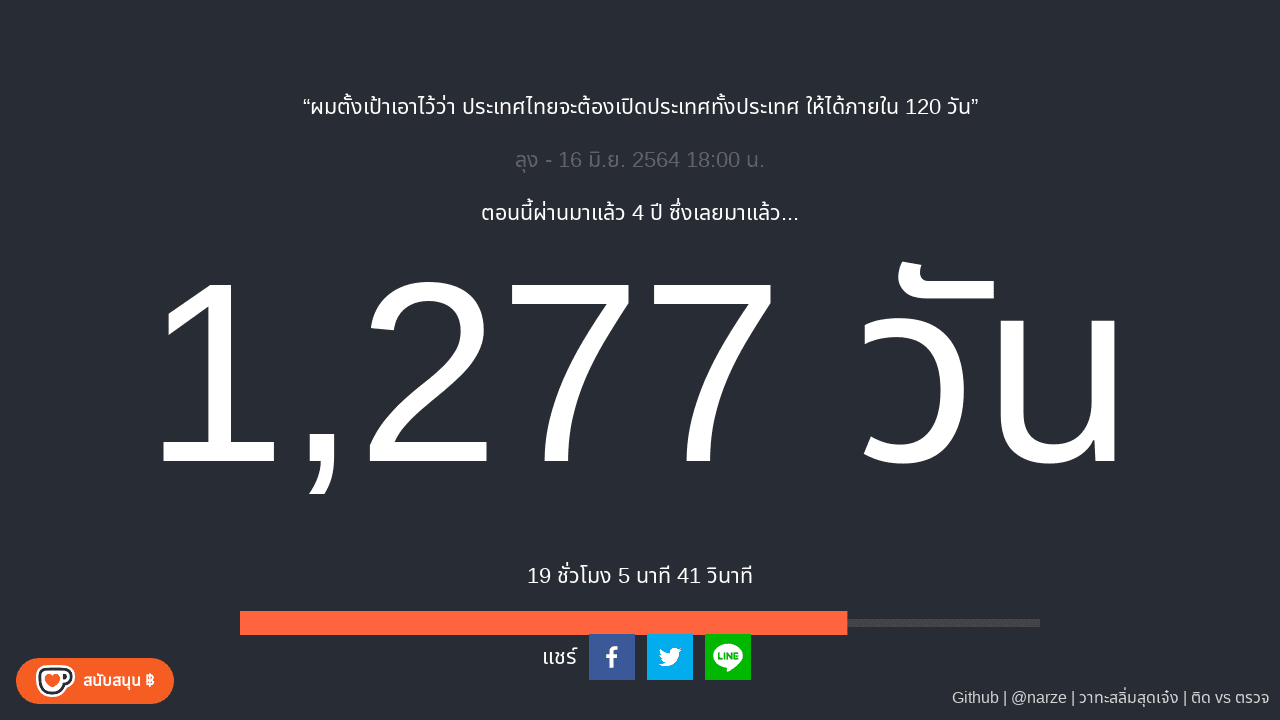 “ผมตั้งเป้าเอาไว้ว่า ประเทศไทยจะต้องเปิดประเทศทั้งประเทศ ให้ได้ภายใน 120 วัน”
ลุง - 16 มิ.ย. 2564 18:00 น.
ตอนนี้ผ่านมาแล้ว 4 ปี ซึ่งเลยมาแล้ว...
1,277 วัน
19 ชั่วโมง 5 นาที 41 วินาที
แชร์
LINE
สนับสนุน ฿
Github | @narze | วาทะสลิ่มสุดเจ๋ง | ติด vs ตรวจ